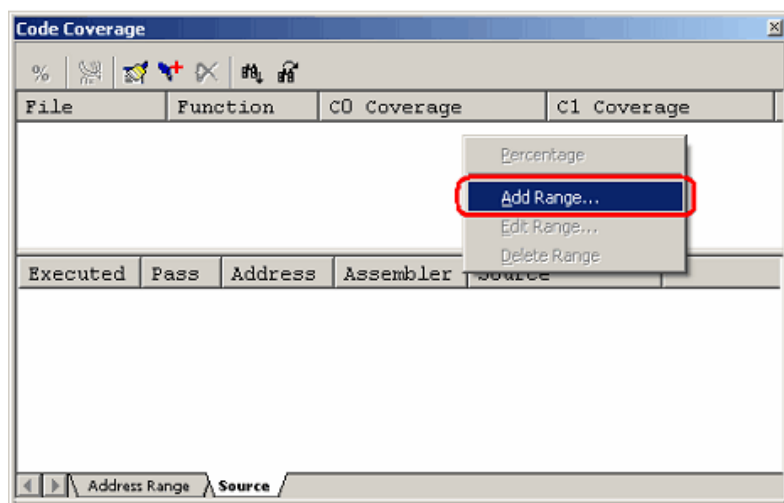 Code Coverage
%
File Function C0 Coverage C1 Coverage
Percentage
Add Range...
Edit Range...
Delete Range
Executed Pass Address Assembler Source
Address Range Source